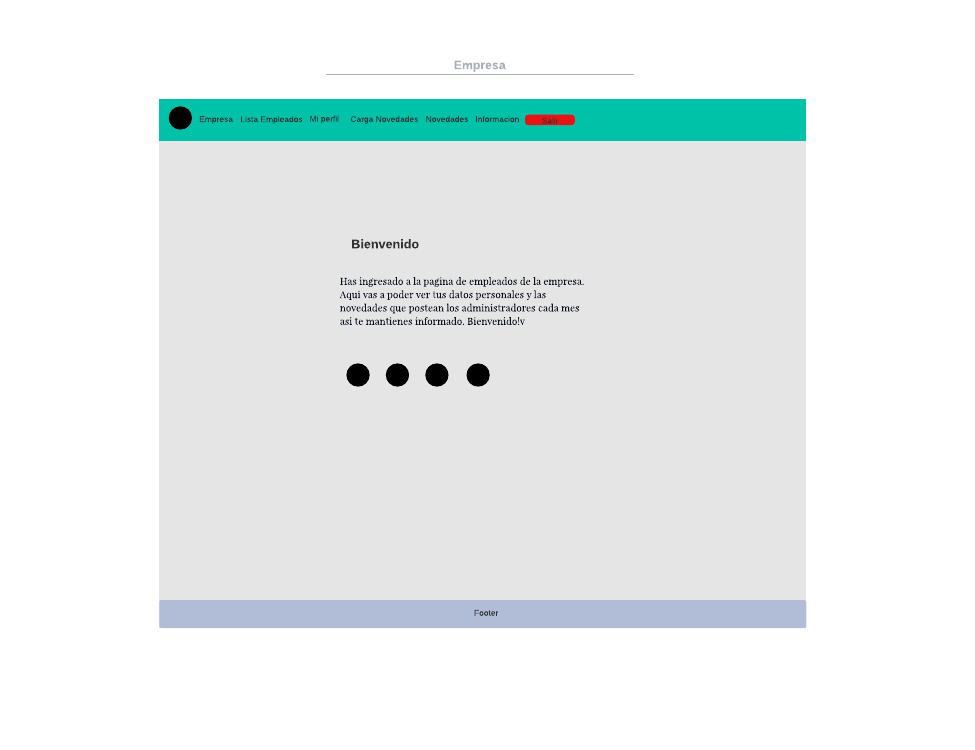 Empresa
Empresa Lista Empleados Mi perfil Carga Novedades Novedades Informacion Salir
Bienvenido
Has ingresado a la pagina de empleados de la empresa.
Aqui vas a poder ver tus datos personales y las
novedades que postean los administradores cada mes
asi te mantienes informado. Bienvenido!v
Footer